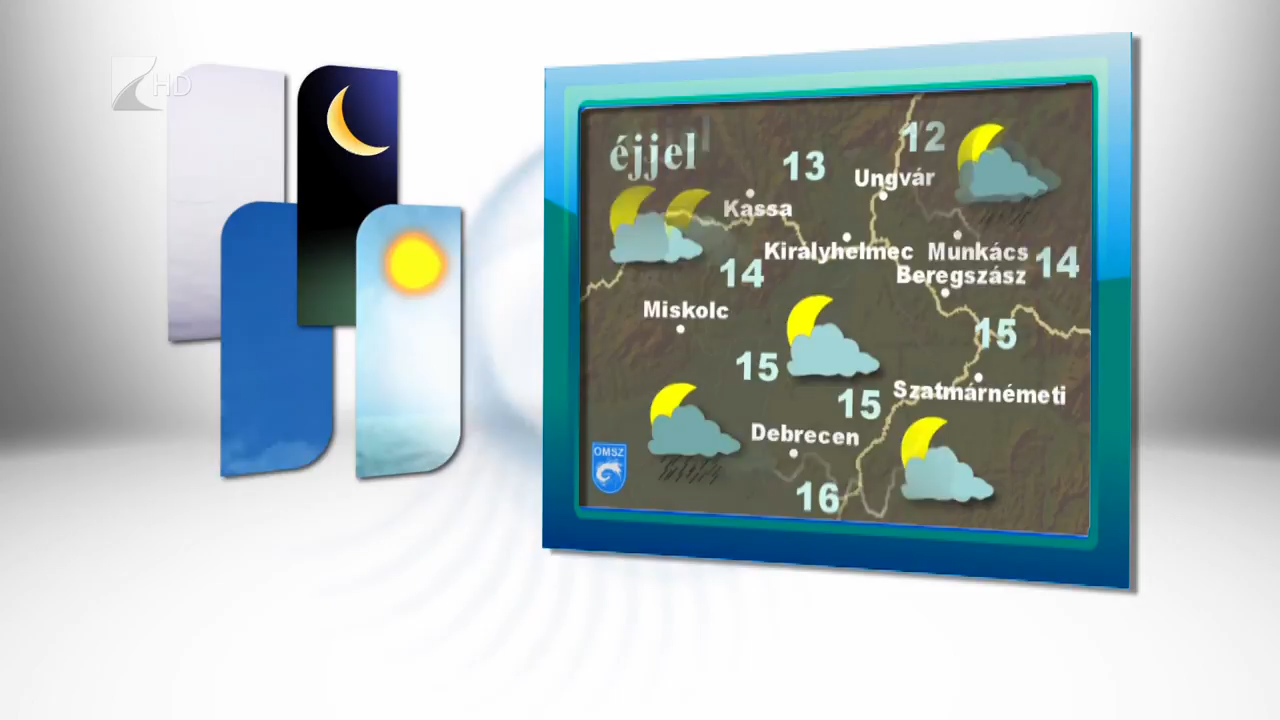 HD
éjjel
12
13
Ungvár
Kassa
Királyhelmec
Munkács
14
14
Beregszász
Miskolc
15
15
15
Szatmárnémeti
Debrecen
OMSZ
16